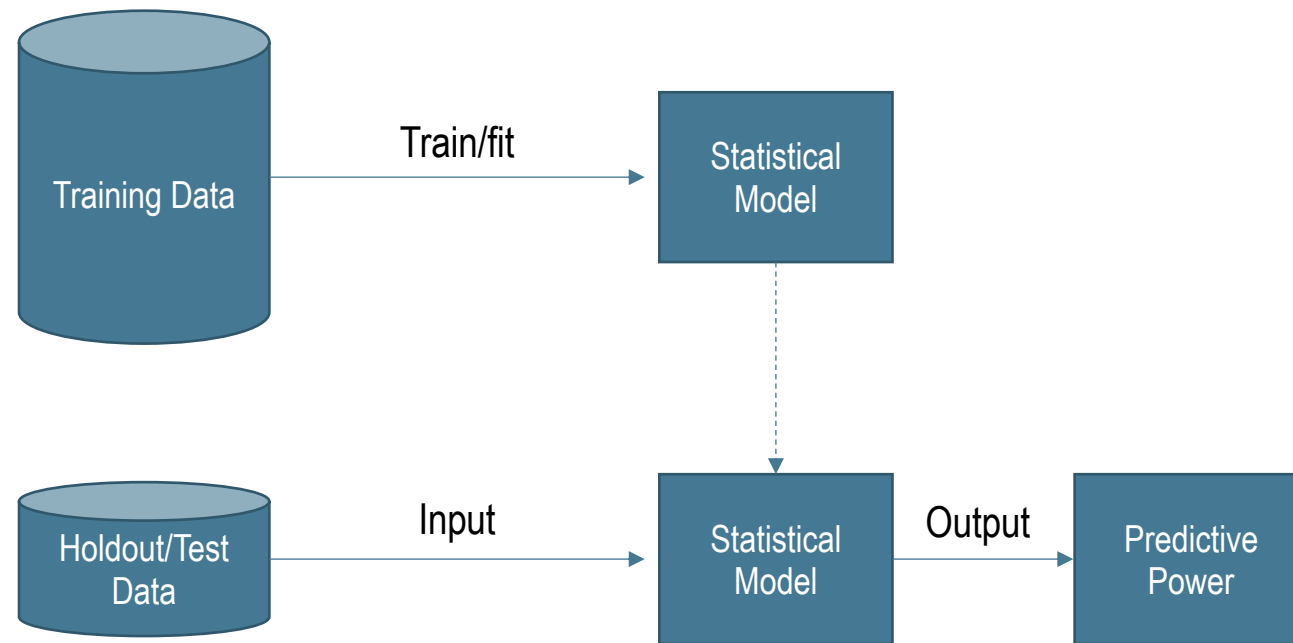 Training Data
Train/fit
Statistical
Model
Holdout/Test
Data
Input
Statistical
Model
Output
Predictive
Power